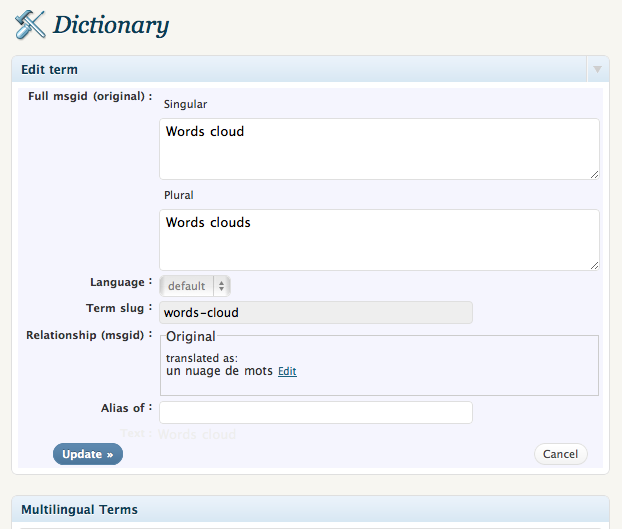 Dictionary
Edit term
Full msgid (original) :
Singular
Words cloud
Plural
Words clouds
Language :
default
Term slug :
words-cloud
Relationship (msgid) :
Original
translated as:
un nuage de mots Edit
Alias of :
Text : Words cloud
Update »
Cancel
Multilingual Terms